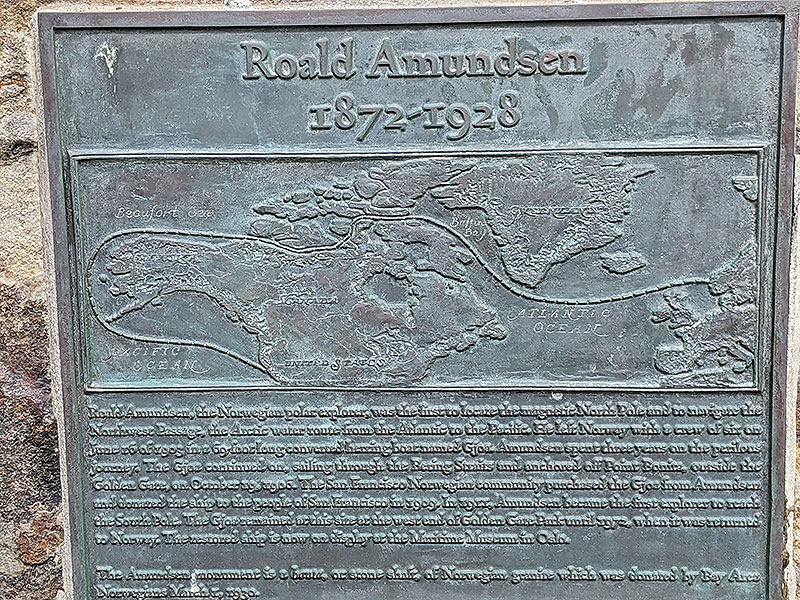 Roald Amundsen
1872-1928
Beaufort Sea
Baffin
Bay
GREENLAND
CANADA
ATLANTIC
OCEAN
PACIFIC
OCEAN
UNITED STATES
Roald Amundsen, the Norwegian polar explorer, was the first to locate the magnetic North Pole and to navigate the
Northwest Passage, the Arctic water route from the Atlantic to the Pacific. He left Norway with a crew of six on
June 16 of 1903 in a 69-foot long converted herring boat named Gjoa. Amundsen spent three years on the perilous
journey. The Gjoa continued on, sailing through the Bering Straits and anchored off Point Bonita, outside the
Golden Gate, on October 19, 1906. The San Francisco Norwegian community purchased the Gjoa from Amundsen
and donated the ship to the people of San Francisco in 1909. In 1911, Amundsen became the first explorer to reach
the South Pole. The Gjoa remained at this site at the west end of Golden Gate Park until 1972, when it was returned
to Norway. The restored ship is now on display at the Maritime Museum in Oslo.
The Amundsen monument is a bauta, or stone shaft, of Norwegian granite which was donated by Bay Area
Norwegians March 1, 1930.